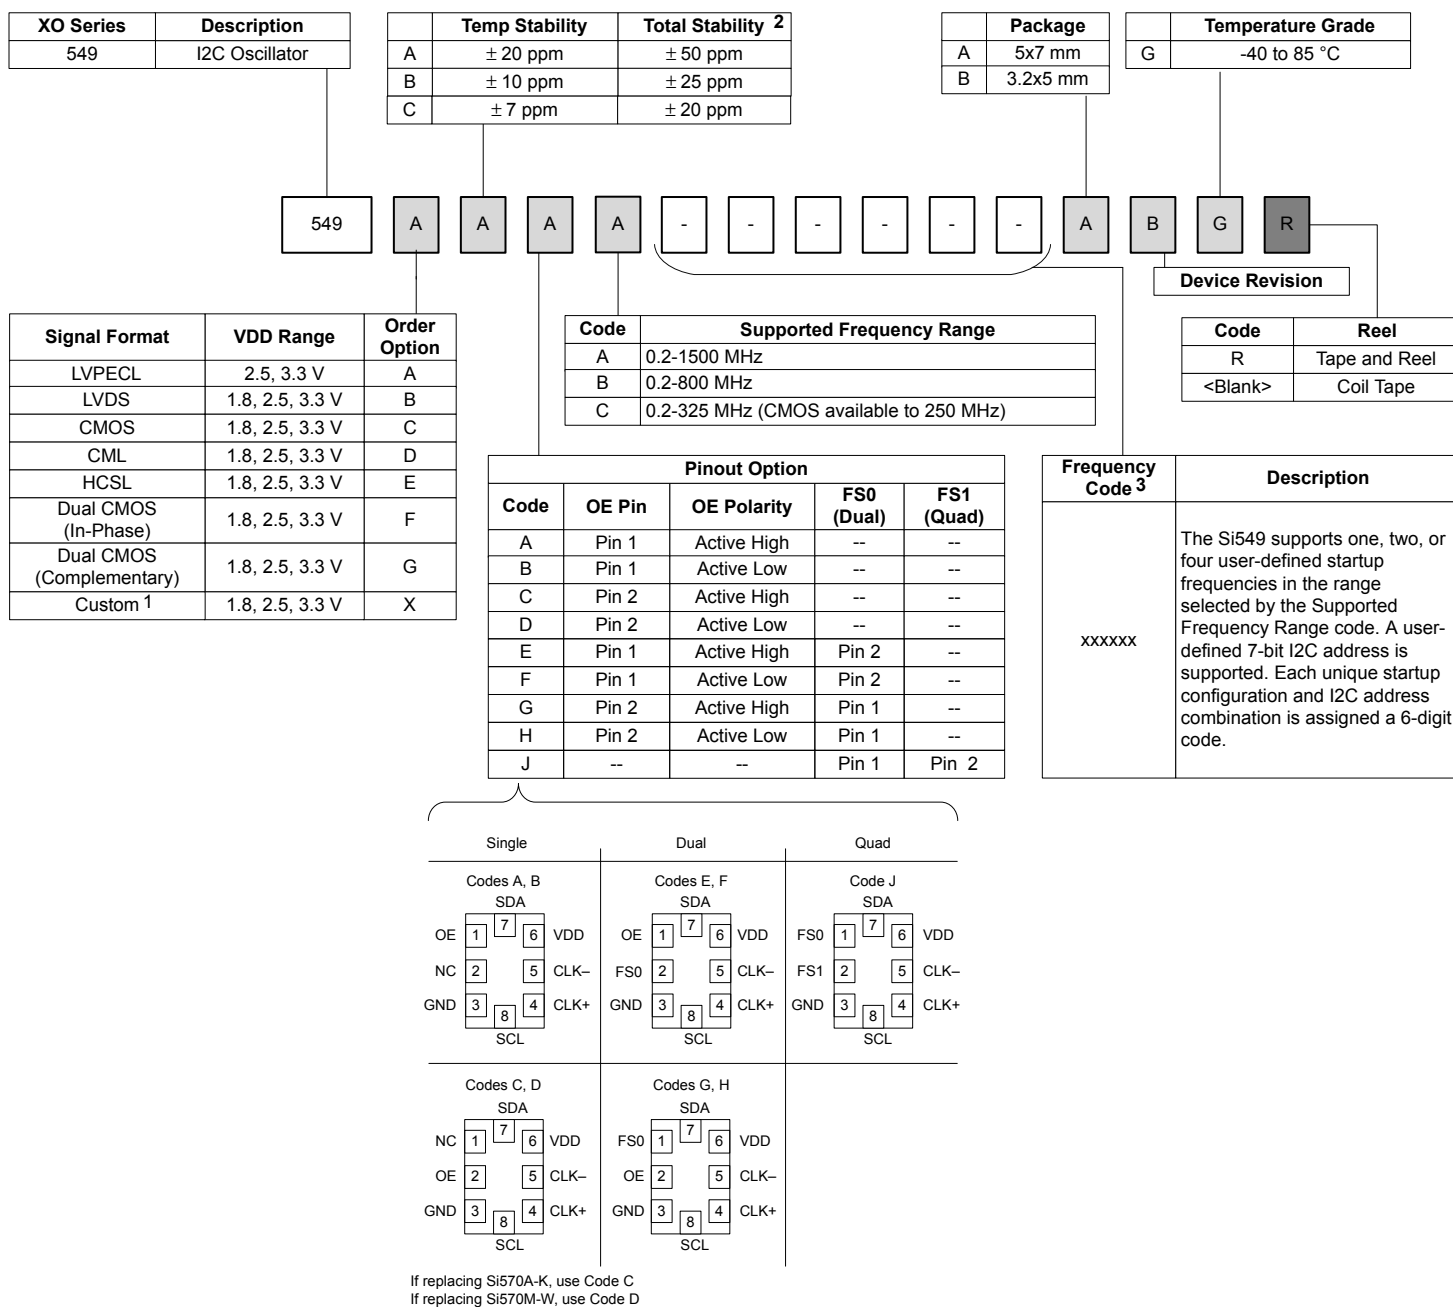 XO Series Description
549 I2C Oscillator
Temp Stability Total Stability 2
A ± 20 ppm ± 50 ppm
B ± 10 ppm ± 25 ppm
C ± 7 ppm ± 20 ppm
Package
A 5x7 mm
B 3.2x5 mm
Temperature Grade
G -40 to 85 °C
549 A A A A - - - - - - A B G R
Device Revision
Signal Format VDD Range Order Option
LVPECL 2.5, 3.3 V A
LVDS 1.8, 2.5, 3.3 V B
CMOS 1.8, 2.5, 3.3 V C
CML 1.8, 2.5, 3.3 V D
HCSL 1.8, 2.5, 3.3 V E
Dual CMOS (In-Phase) 1.8, 2.5, 3.3 V F
Dual CMOS (Complementary) 1.8, 2.5, 3.3 V G
Custom 1 1.8, 2.5, 3.3 V X
Code Supported Frequency Range
A 0.2-1500 MHz
B 0.2-800 MHz
C 0.2-325 MHz (CMOS available to 250 MHz)
Code Reel
R Tape and Reel
<Blank> Coil Tape
Pinout Option
Code OE Pin OE Polarity FS0 (Dual) FS1 (Quad)
A Pin 1 Active High -- --
B Pin 1 Active Low -- --
C Pin 2 Active High -- --
D Pin 2 Active Low -- --
E Pin 1 Active High Pin 2 --
F Pin 1 Active Low Pin 2 --
G Pin 2 Active High Pin 1 --
H Pin 2 Active Low Pin 1 --
J -- -- Pin 1 Pin 2
Frequency Code 3 Description
xxxxxx
The Si549 supports one, two, or
four user-defined startup
frequencies in the range
selected by the Supported
Frequency Range code. A user-
defined 7-bit I2C address is
supported. Each unique startup
configuration and I2C address
combination is assigned a 6-digit
code.
Single Dual Quad
Codes A, B
SDA
OE 1 7 6 VDD
NC 2 5 CLK–
GND 3 8 4 CLK+
SCL
Codes E, F
SDA
OE 1 7 6 VDD
FS0 2 5 CLK–
GND 3 8 4 CLK+
SCL
Code J
SDA
FS0 1 7 6 VDD
FS1 2 5 CLK–
GND 3 8 4 CLK+
SCL
Codes C, D
SDA
NC 1 7 6 VDD
OE 2 5 CLK–
GND 3 8 4 CLK+
SCL
Codes G, H
SDA
FS0 1 7 6 VDD
OE 2 5 CLK–
GND 3 8 4 CLK+
SCL
If replacing Si570A-K, use Code C
If replacing Si570M-W, use Code D